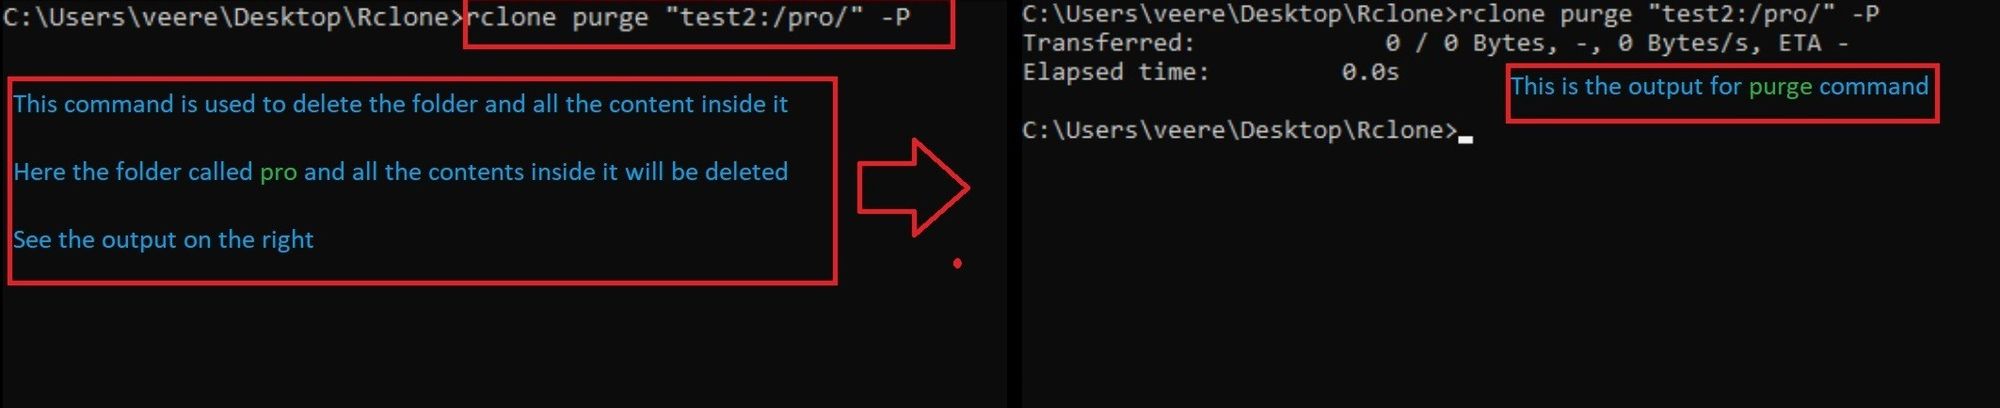 C:\Users\veere\Desktop\Rclone>rclone purge "test2:/pro/" -P
This command is used to delete the folder and all the content inside it
Here the folder called pro and all the contents inside it will be deleted
See the output on the right
C:\Users\veere\Desktop\Rclone>rclone purge "test2:/pro/" -P
Transferred:             0 / 0 Bytes, -, 0 Bytes/s, ETA -
Elapsed time:         0.0s
This is the output for purge command
C:\Users\veere\Desktop\Rclone>